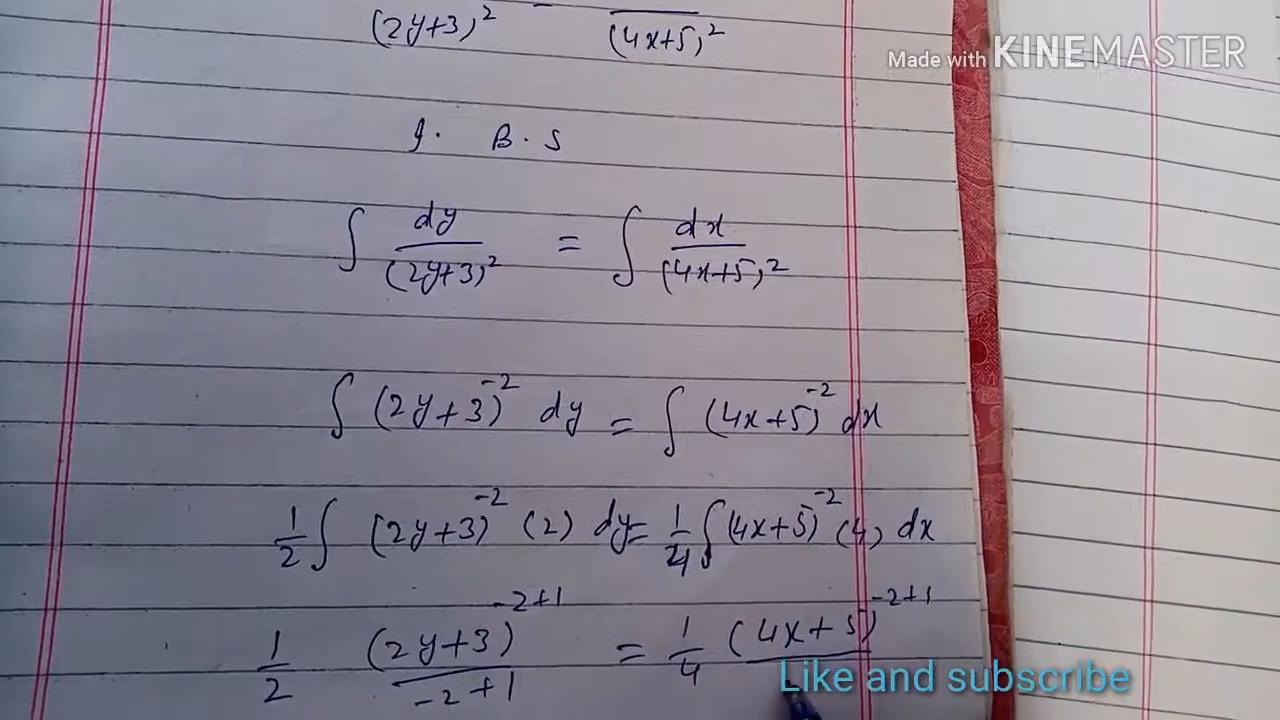 (2y+3)² (4x+5)²
Made with KINEMASTER
I. B.S
∫ dy/(2y+3)² = ∫ dx/(4x+5)²
∫ (2y+3)⁻² dy = ∫ (4x+5)⁻² dx
1/2 ∫ (2y+3)⁻² (2) dy = 1/4 ∫ (4x+5)⁻² (4) dx
1/2 (2y+3)⁻²⁺¹/-2+1 = 1/4 (4x+5)⁻²⁺¹
Like and subscribe